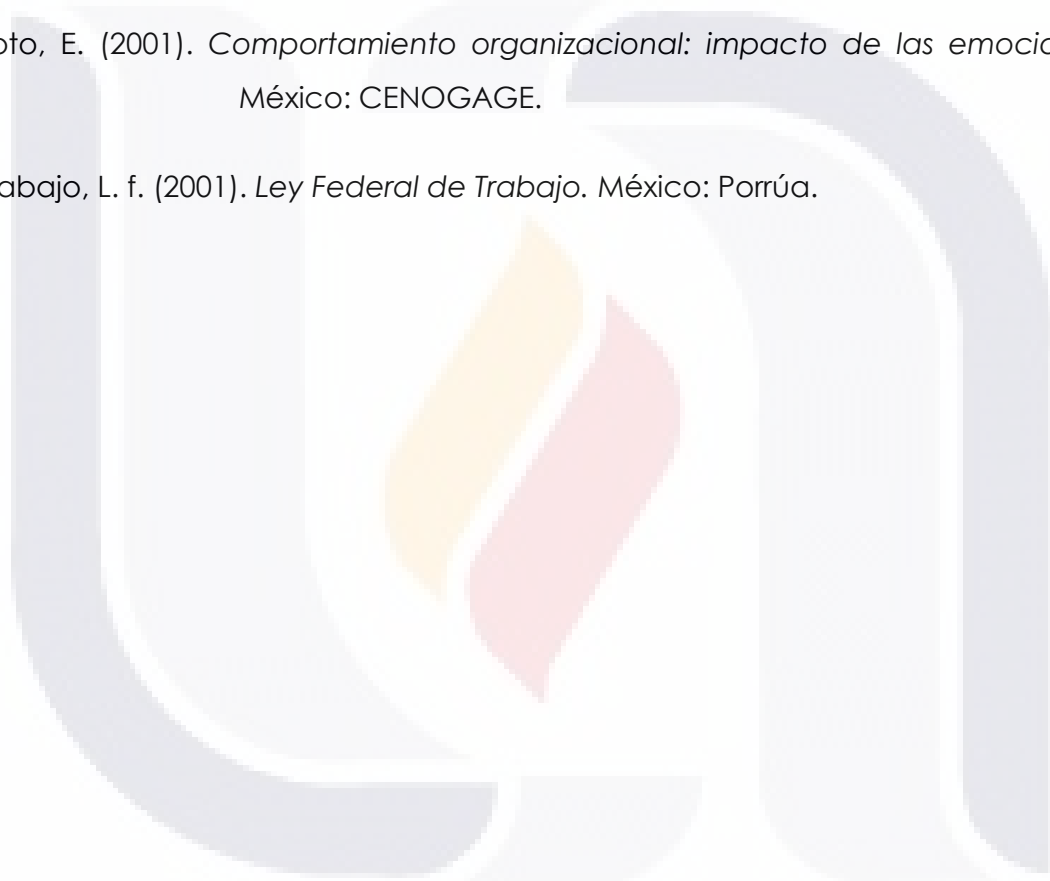 oto, E. (2001). Comportamiento organizacional: impacto de las emocio
México: CENOGAGE.
abajo, L. f. (2001). Ley Federal de Trabajo. México: Porrúa.